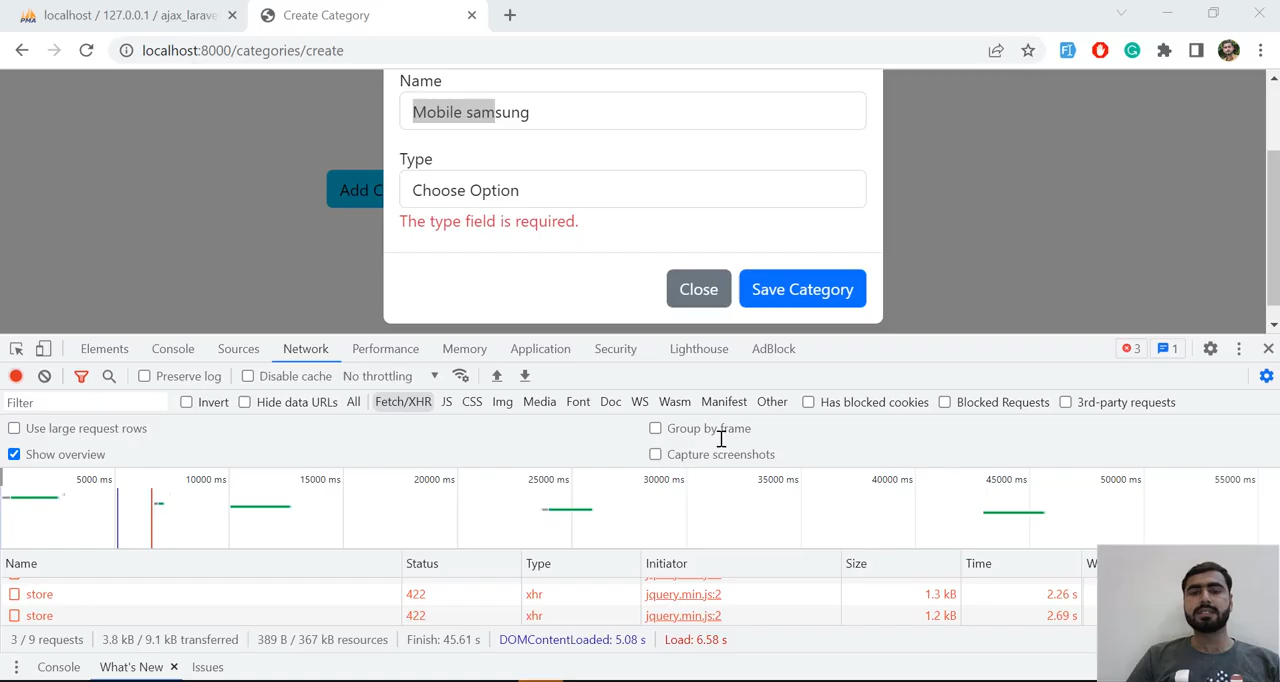 localhost / 127.0.0.1 / ajax_larave
Create Category
localhost:8000/categories/create
Name
Mobile samsung
Type
Add C
Choose Option
The type field is required.
Close
Save Category
Elements
Console
Sources
Network
Performance
Memory
Application
Security
Lighthouse
AdBlock
3
1
Preserve log
Disable cache
No throttling
Filter
Invert
Hide data URLs
All
Fetch/XHR
JS
CSS
Img
Media
Font
Doc
WS
Wasm
Manifest
Other
Has blocked cookies
Blocked Requests
3rd-party requests
Use large request rows
Group by frame
Show overview
Capture screenshots
5000 ms
10000 ms
15000 ms
20000 ms
25000 ms
30000 ms
35000 ms
40000 ms
45000 ms
50000 ms
55000 ms
Name
Status
Type
Initiator
Size
Time
W
store
422
xhr
jquery.min.js:2
1.3 kB
2.26 s
store
422
xhr
jquery.min.js:2
1.2 kB
2.69 s
3 / 9 requests
3.8 kB / 9.1 kB transferred
389 B / 367 kB resources
Finish: 45.61 s
DOMContentLoaded: 5.08 s
Load: 6.58 s
Console
What's New
Issues